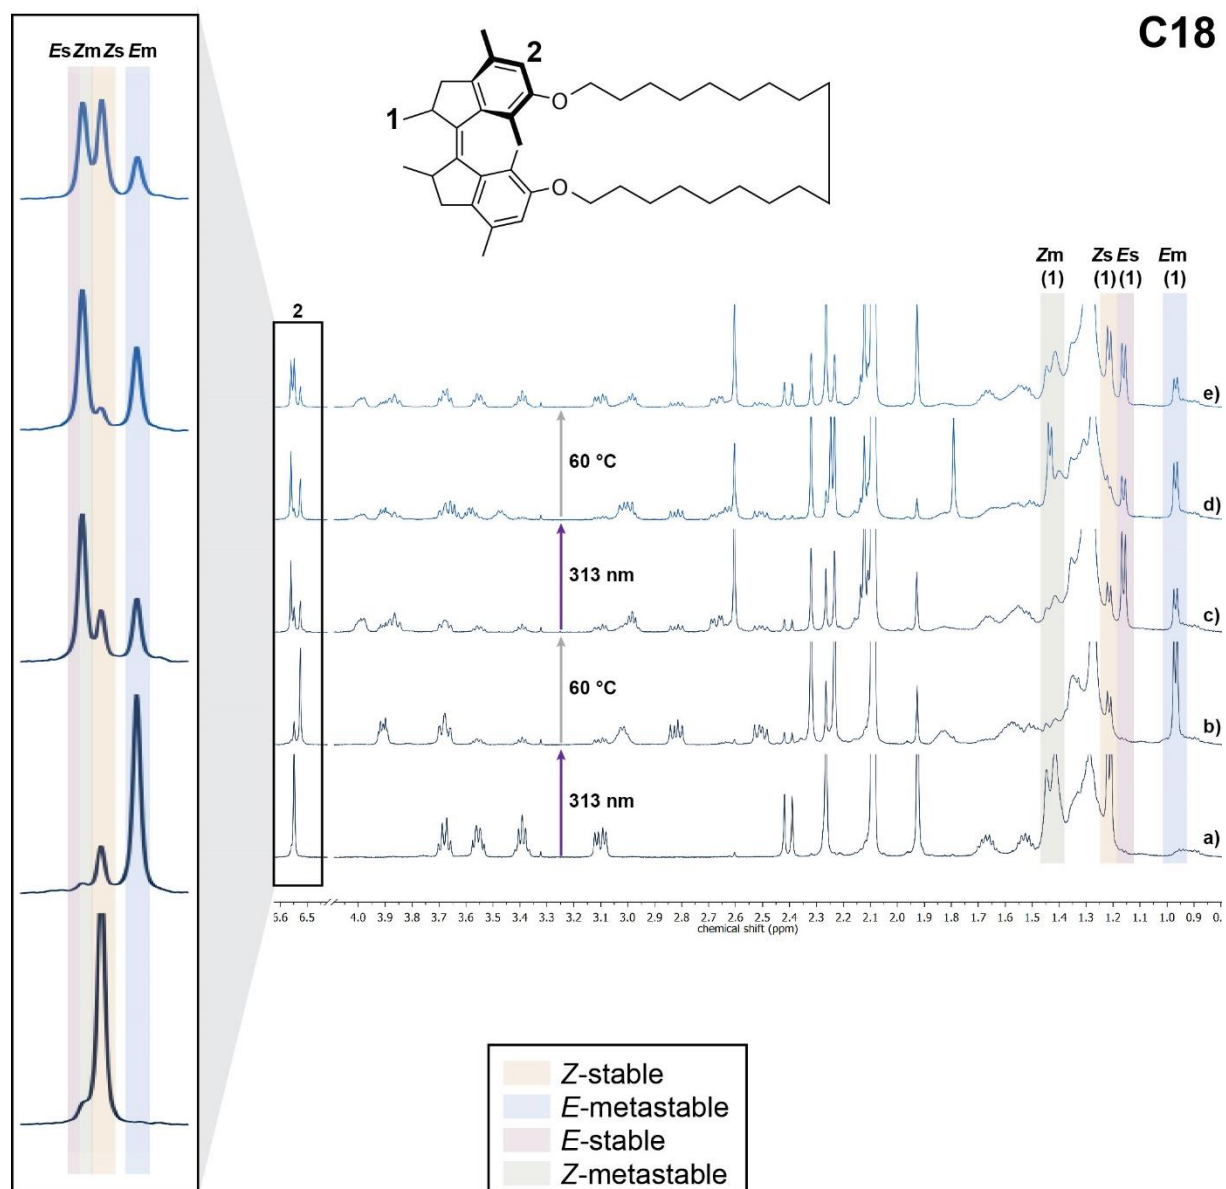 C18
Es Zm Zs Em
1
2
O
O
Zm Zs Es Em
(1) (1) (1) (1)
2
e)
60 °C
d)
313 nm
c)
60 °C
b)
313 nm
a)
6.5 4.0 3.9 3.8 3.7 3.6 3.5 3.4 3.3 3.2 3.1 3.0 2.9 2.8 2.7 2.6 2.5 2.4 2.3 2.2 2.1 2.0 1.9 1.8 1.7 1.6 1.5 1.4 1.3 1.2 1.1 1.0 0.9
chemical shift (ppm)
Z-stable
E-metastable
E-stable
Z-metastable